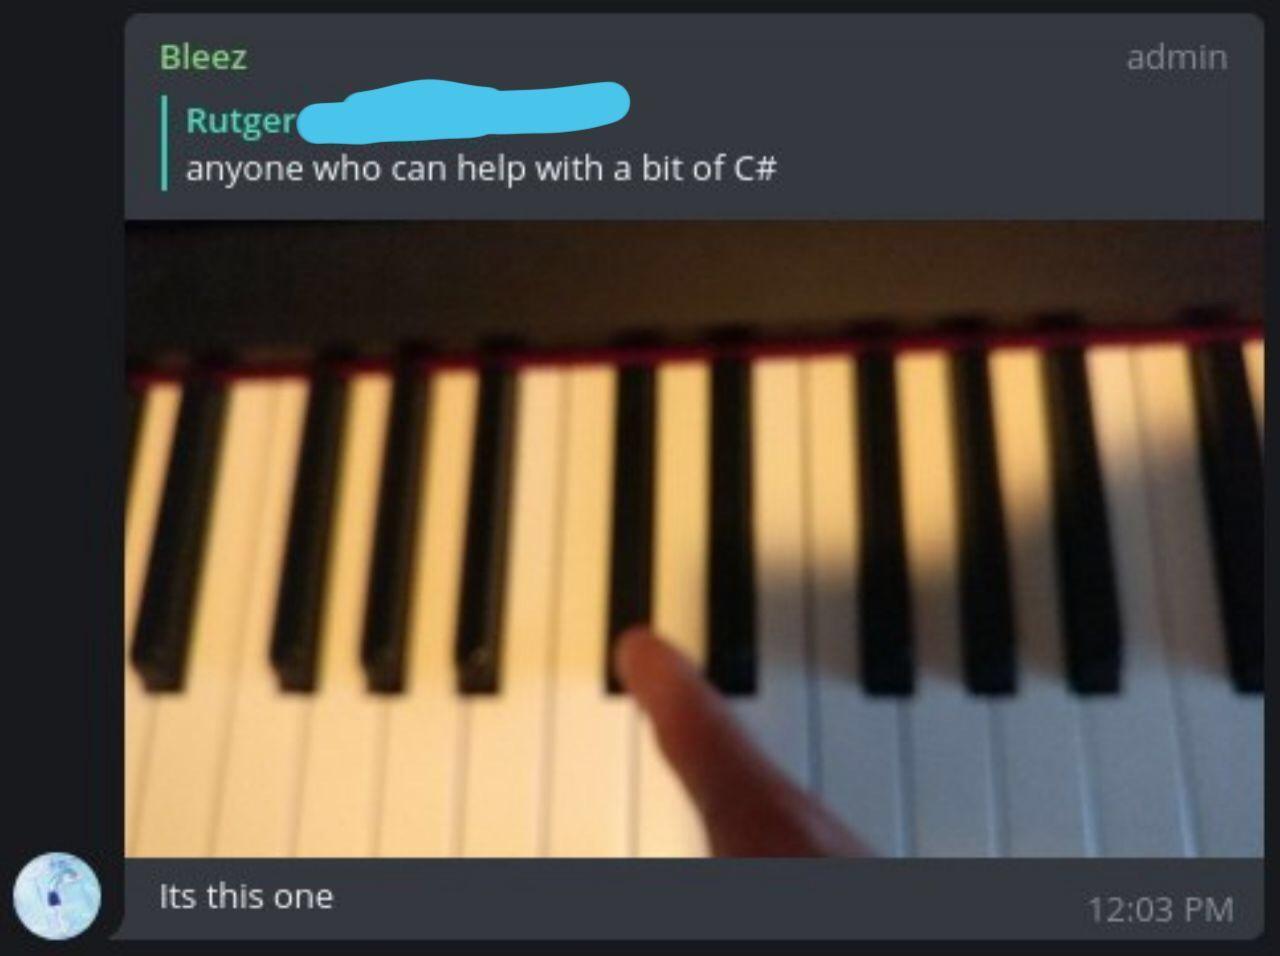 Bleez admin
Rutger
anyone who can help with a bit of C#
Its this one
12:03 PM